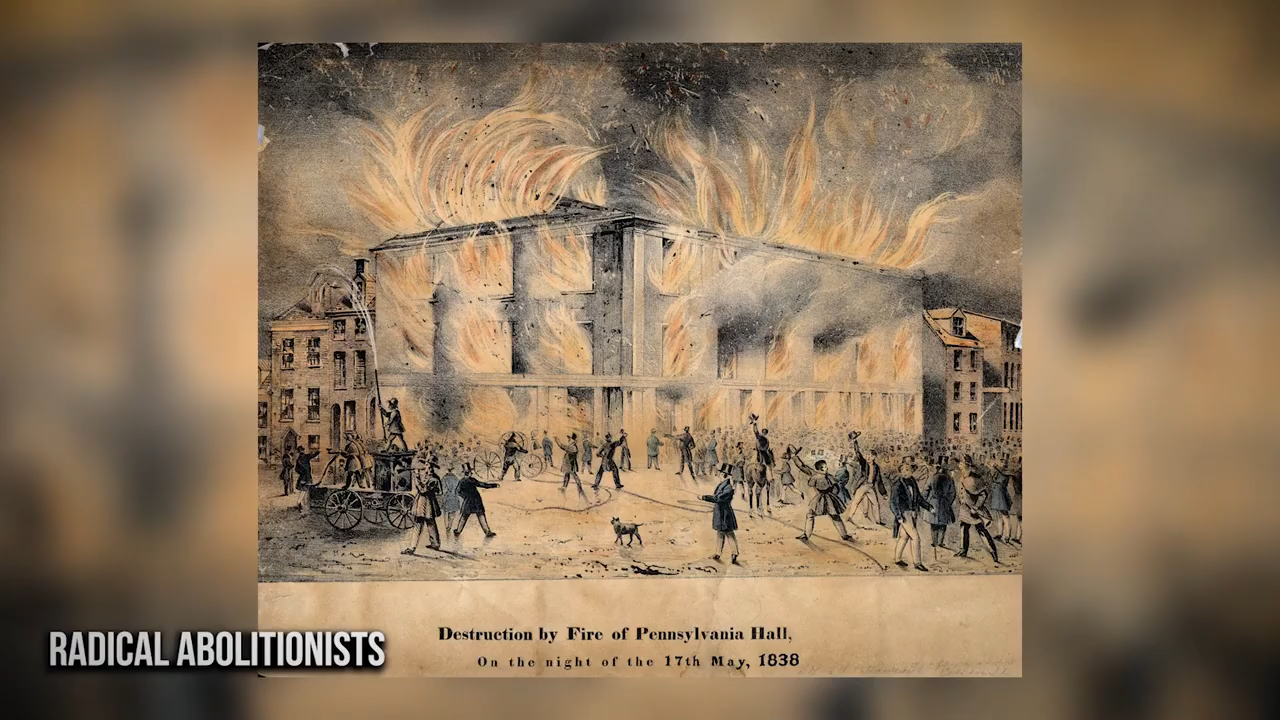 Destruction by Fire of Pennsylvania Hall,
On the night of the 17th May, 1838
RADICAL ABOLITIONISTS